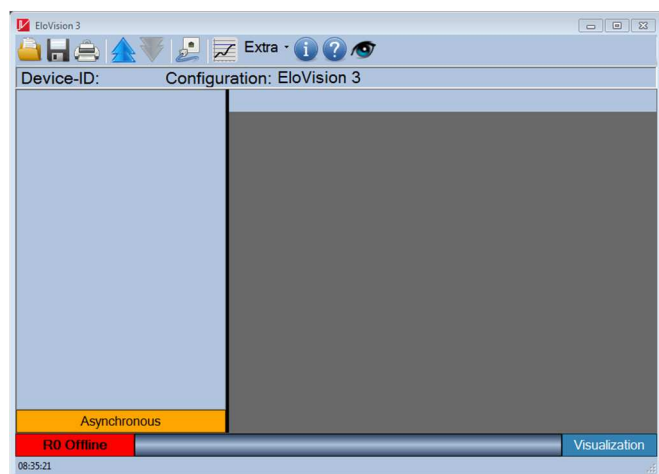 EloVision 3
Extra
Device-ID: Configuration: EloVision 3
Asynchronous
R0 Offline Visualization
08:35:21